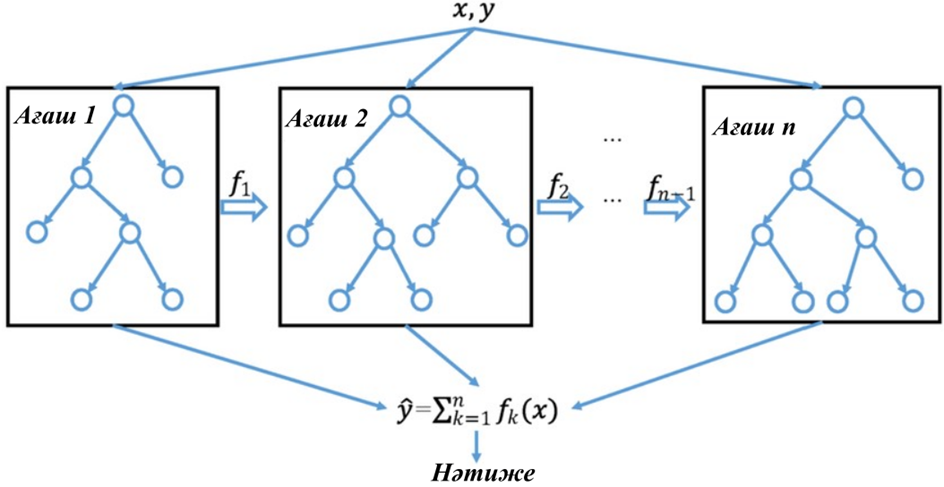 x, y
Ағаш 1
Ағаш 2
Ағаш n
...
f₁
f₂
...
fₙ₋₁
ŷ=∑ⁿₖ₌₁ fₖ(x)
Нәтиже